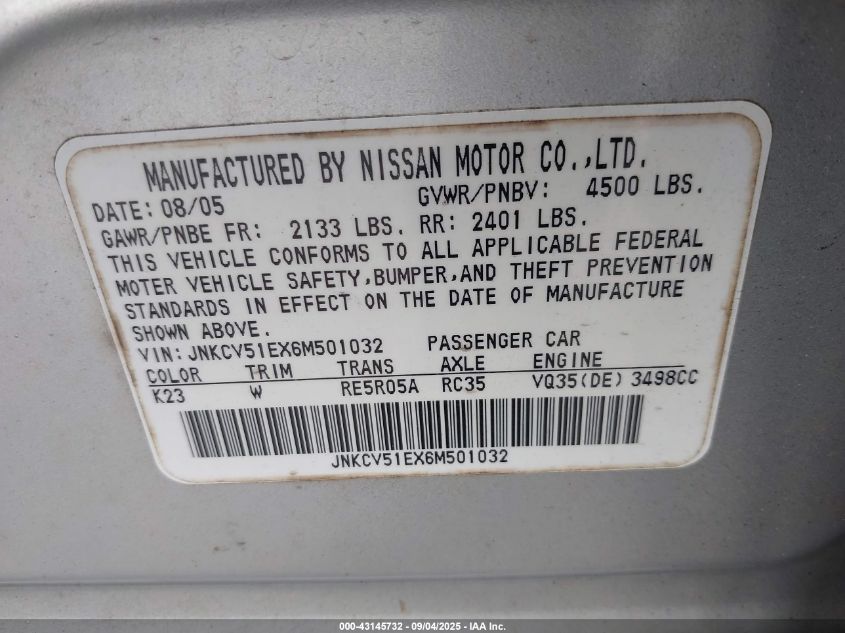 MANUFACTURED BY NISSAN MOTOR CO.,LTD.
DATE: 08/05 GVWR/PNBV: 4500 LBS.
GAWR/PNBE FR: 2133 LBS. RR: 2401 LBS.
THIS VEHICLE CONFORMS TO ALL APPLICABLE FEDERAL
MOTER VEHICLE SAFETY,BUMPER,AND THEFT PREVENTION
STANDARDS IN EFFECT ON THE DATE OF MANUFACTURE
SHOWN ABOVE.
VIN: JNKCV51EX6M501032 PASSENGER CAR
COLOR TRIM TRANS AXLE ENGINE
K23 W RE5R05A RC35 VQ35(DE) 3498CC
JNKCV51EX6M501032
000-43145732 - 09/04/2025 - IAA Inc.